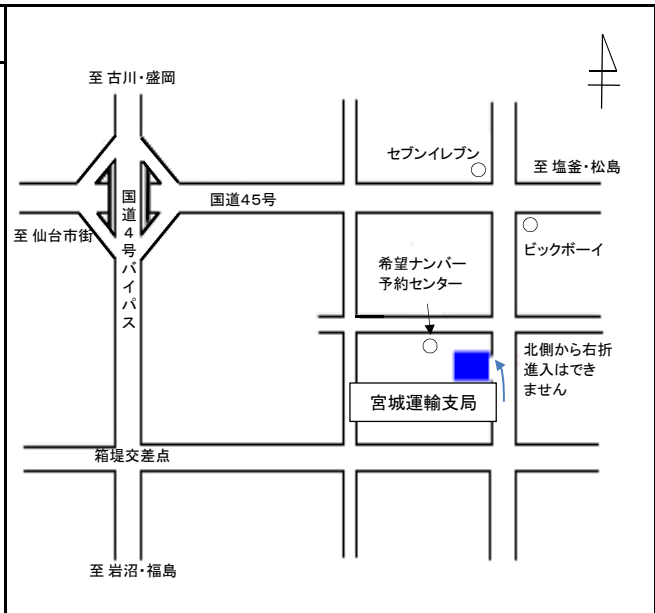 至 古川・盛岡
セブンイレブン
至 塩釜・松島
国道45号
国道4号バイパス
至 仙台市街
ビックボーイ
希望ナンバー
予約センター
北側から右折
進入はでき
ません
宮城運輸支局
箱堤交差点
至 岩沼・福島